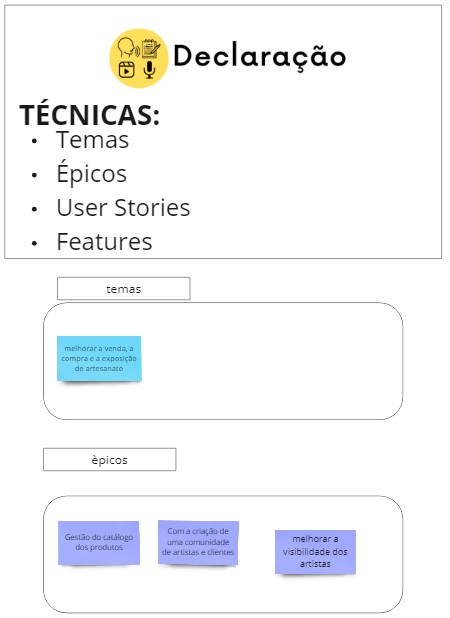 Declaração
TÉCNICAS:
• Temas
• Épicos
• User Stories
• Features
temas
melhorar a venda, a
compra e a exposição
de artesanato
èpicos
Gestão do catálogo
dos produtos
Com a criação de
uma comunidade
de artistas e clientes
melhorar a
visibilidade dos
artistas